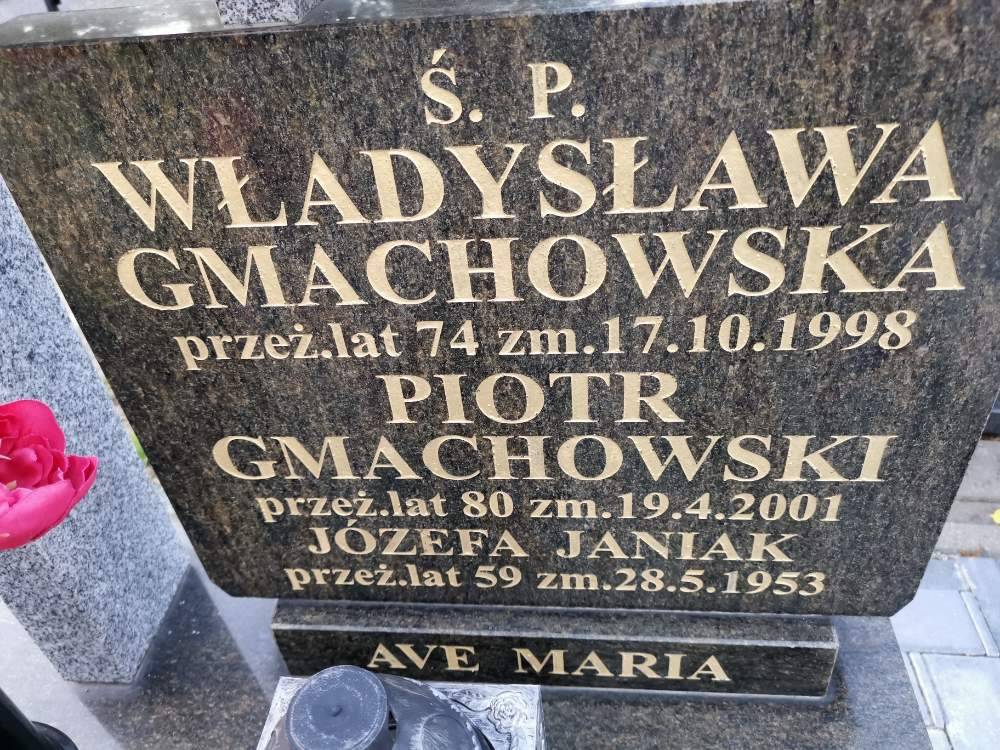 Ś. P.
WŁADYSŁAWA
GMACHOWSKA
przeż.lat 74 zm.17.10.1998
PIOTR
GMACHOWSKI
przeż.lat 80 zm.19.4.2001
JÓZEFA JANIAK
przeż.lat 59 zm.28.5.1953
AVE MARIA